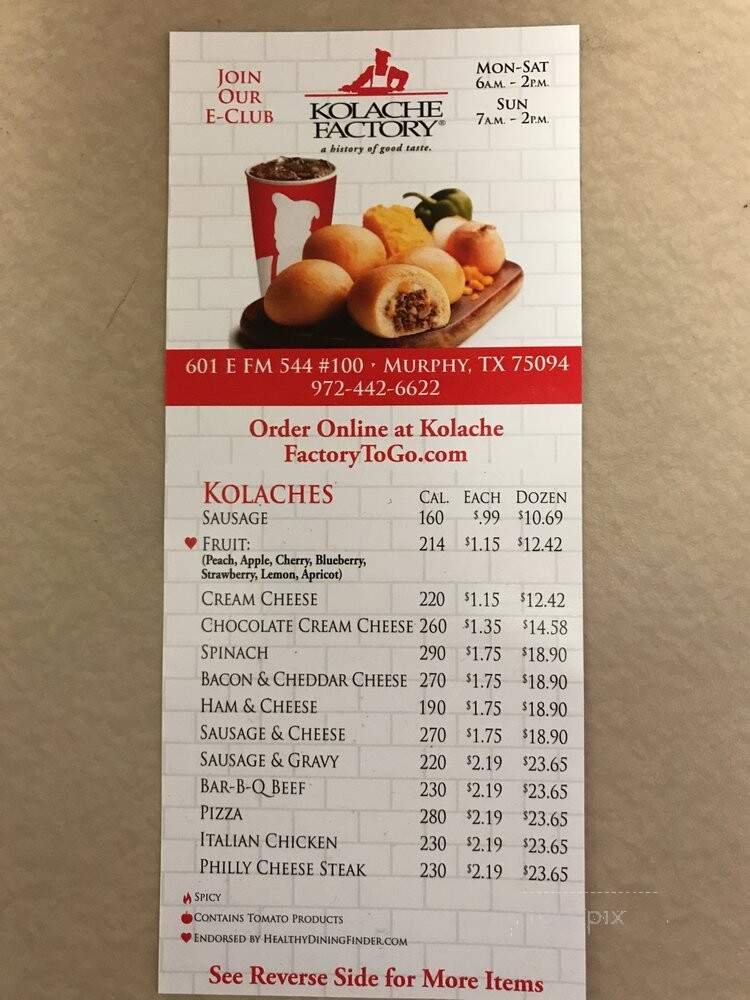 JOIN
OUR
E-CLUB
KOLACHE
FACTORY®
a history of good taste.
MON-SAT
6A.M. - 2P.M.
SUN
7A.M. - 2P.M.
601 E FM 544 #100 · MURPHY, TX 75094
972-442-6622
Order Online at Kolache
FactoryToGo.com
KOLACHES CAL. EACH DOZEN
SAUSAGE 160 $.99 $10.69
FRUIT: 214 $1.15 $12.42
(Peach, Apple, Cherry, Blueberry,
Strawberry, Lemon, Apricot)
CREAM CHEESE 220 $1.15 $12.42
CHOCOLATE CREAM CHEESE 260 $1.35 $14.58
SPINACH 290 $1.75 $18.90
BACON & CHEDDAR CHEESE 270 $1.75 $18.90
HAM & CHEESE 190 $1.75 $18.90
SAUSAGE & CHEESE 270 $1.75 $18.90
SAUSAGE & GRAVY 220 $2.19 $23.65
BAR-B-Q BEEF 230 $2.19 $23.65
PIZZA 280 $2.19 $23.65
ITALIAN CHICKEN 230 $2.19 $23.65
PHILLY CHEESE STEAK 230 $2.19 $23.65
SPICY
CONTAINS TOMATO PRODUCTS
ENDORSED BY HEALTHYDININGFINDER.COM
See Reverse Side for More Items